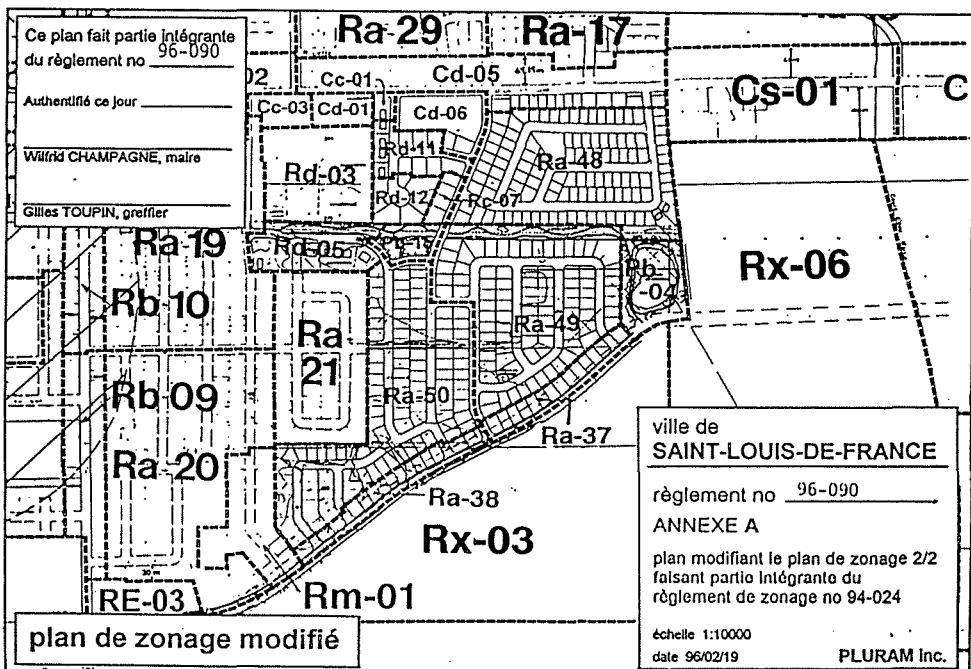 Ce plan fait partie intégrante
du règlement no 96-090
Authentifié ce jour
Wilfrid CHAMPAGNE, maire
Gilles TOUPIN, greffier
Ra-29
Ra-17
02
Cc-01
Cd-05
Cs-01
C
Cc-03
Cd-01
Cd-06
Rd-11
Ra-48
Rd-03
Rd-12
Rc-07
Ra 19
Rd-05
Rx-06
Pb
-04
Rb 10
Ra
21
Ra-49
Rb 09
Ra-50
Ra-37
Ra 20
Ra-38
Rx-03
Rm-01
RE-03
30 m
plan de zonage modifié
ville de
SAINT-LOUIS-DE-FRANCE
règlement no 96-090
ANNEXE A
plan modifiant le plan de zonage 2/2
faisant partie intégrante du
règlement de zonage no 94-024
échelle 1:10000
date 96/02/19
PLURAM inc.